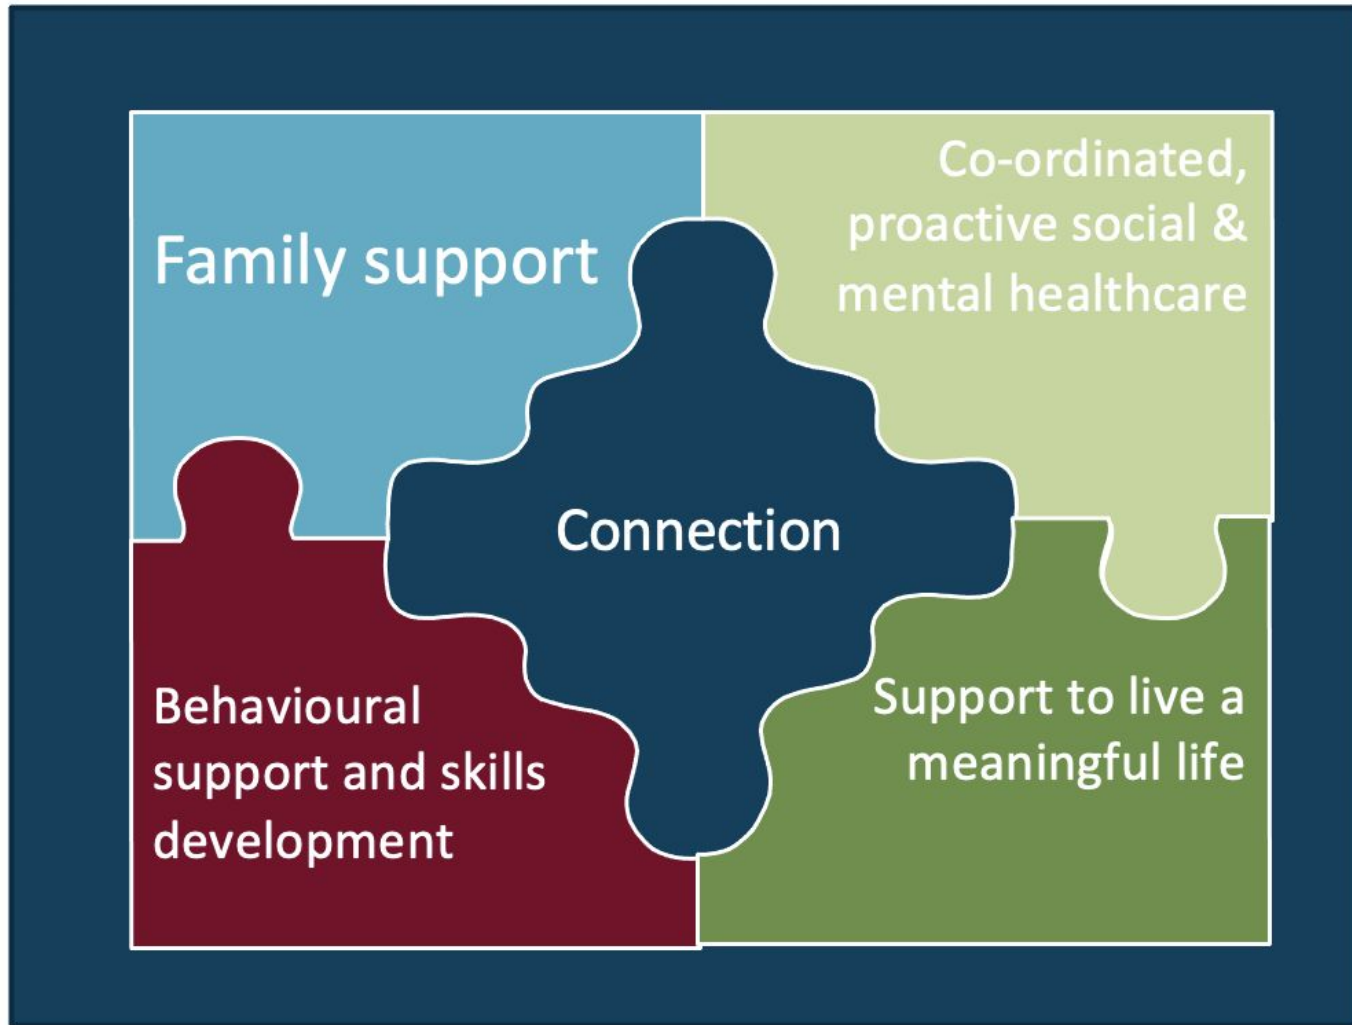 Family support
Co-ordinated,
proactive social &
mental healthcare
Connection
Behavioural
support and skills
development
Support to live a
meaningful life